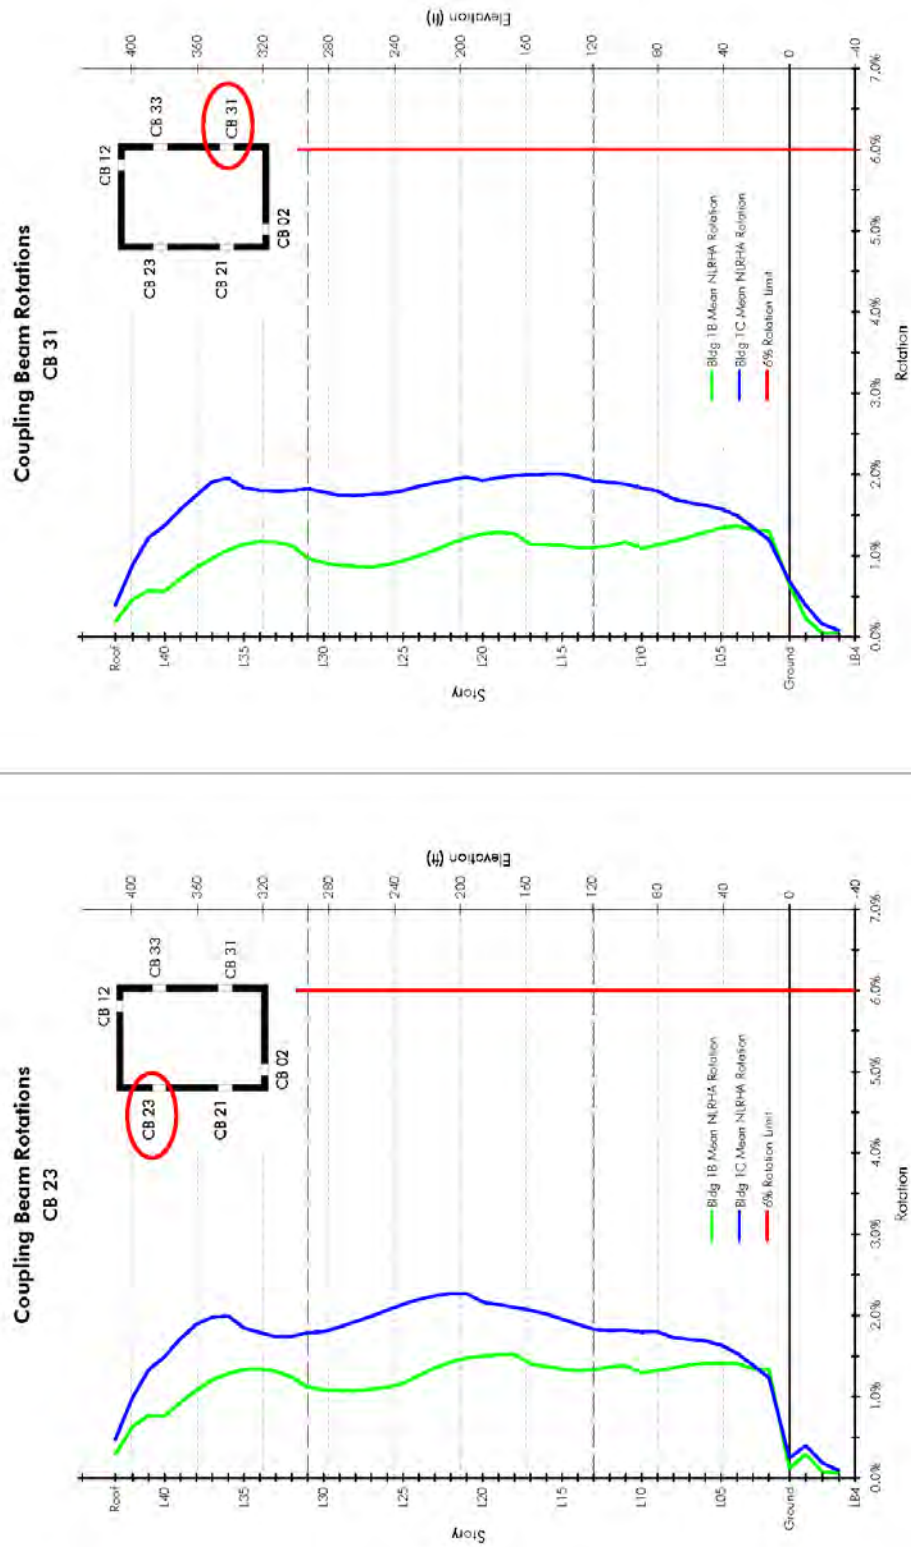 Coupling Beam Rotations
CB 23
CB 12
CB 23
CB 33
CB 21
CB 31
CB 02
Story
Roof
L40
L35
L30
L25
L20
L15
L10
L05
Ground
LB4
Elevation (ft)
400
360
320
280
240
200
160
120
80
40
0
-40
Bldg 1B Mean NLRHA Rotation
Bldg 1C Mean NLRHA Rotation
6% Rotation Limit
0.0%
1.0%
2.0%
3.0%
4.0%
5.0%
6.0%
7.0%
Rotation
Coupling Beam Rotations
CB 31
CB 12
CB 23
CB 33
CB 21
CB 31
CB 02
Story
Roof
L40
L35
L30
L25
L20
L15
L10
L05
Ground
LB4
Elevation (ft)
400
360
320
280
240
200
160
120
80
40
0
-40
Bldg 1B Mean NLRHA Rotation
Bldg 1C Mean NLRHA Rotation
6% Rotation Limit
0.0%
1.0%
2.0%
3.0%
4.0%
5.0%
6.0%
7.0%
Rotation